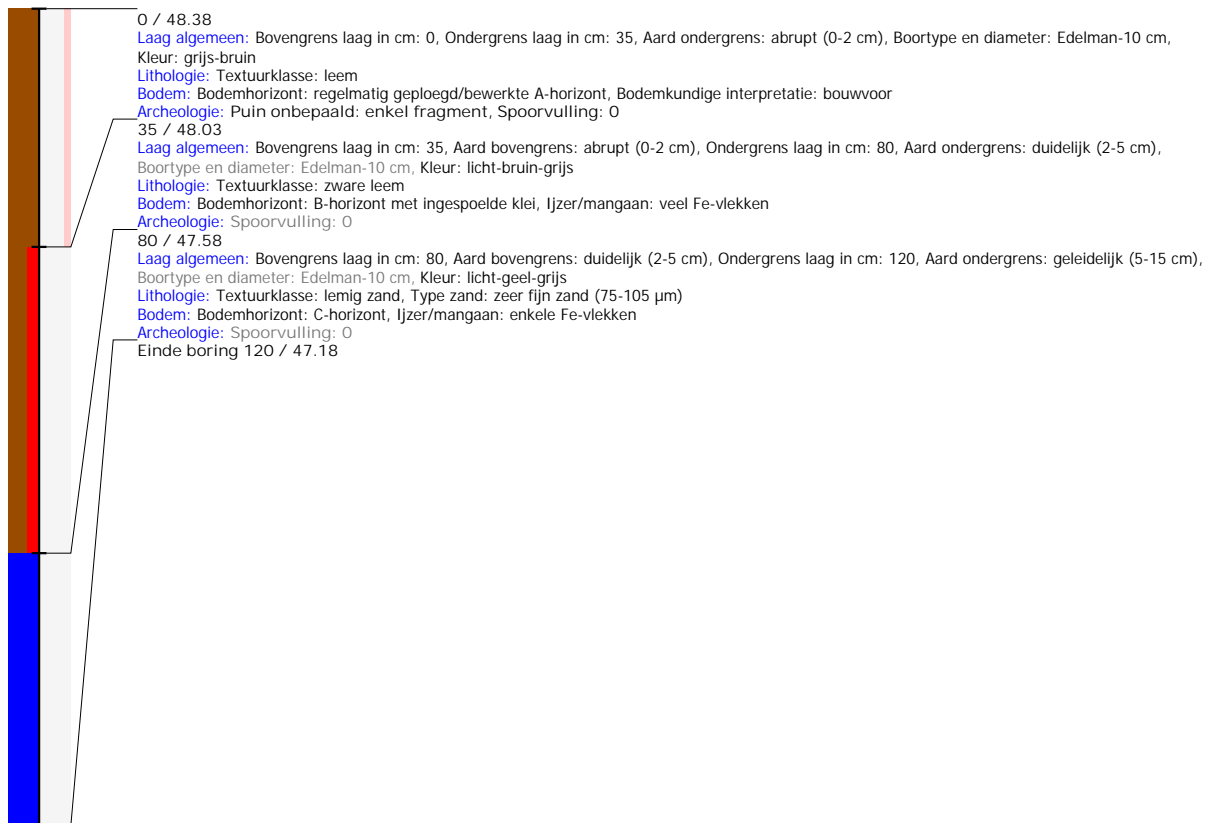 0 / 48.38
Laag algemeen: Bovengrens laag in cm: 0, Ondergrens laag in cm: 35, Aard ondergrens: abrupt (0-2 cm), Boortype en diameter: Edelman-10 cm,
Kleur: grijs-bruin
Lithologie: Textuurklasse: leem
Bodem: Bodemhorizont: regelmatig geploegd/bewerkte A-horizont, Bodemkundige interpretatie: bouwvoor
Archeologie: Puin onbepaald: enkel fragment, Spoorvulling: 0
35 / 48.03
Laag algemeen: Bovengrens laag in cm: 35, Aard bovengrens: abrupt (0-2 cm), Ondergrens laag in cm: 80, Aard ondergrens: duidelijk (2-5 cm),
Boortype en diameter: Edelman-10 cm, Kleur: licht-bruin-grijs
Lithologie: Textuurklasse: zware leem
Bodem: Bodemhorizont: B-horizont met ingespoelde klei, Ijzer/mangaan: veel Fe-vlekken
Archeologie: Spoorvulling: 0
80 / 47.58
Laag algemeen: Bovengrens laag in cm: 80, Aard bovengrens: duidelijk (2-5 cm), Ondergrens laag in cm: 120, Aard ondergrens: geleidelijk (5-15 cm),
Boortype en diameter: Edelman-10 cm, Kleur: licht-geel-grijs
Lithologie: Textuurklasse: lemig zand, Type zand: zeer fijn zand (75-105 µm)
Bodem: Bodemhorizont: C-horizont, Ijzer/mangaan: enkele Fe-vlekken
Archeologie: Spoorvulling: 0
Einde boring 120 / 47.18